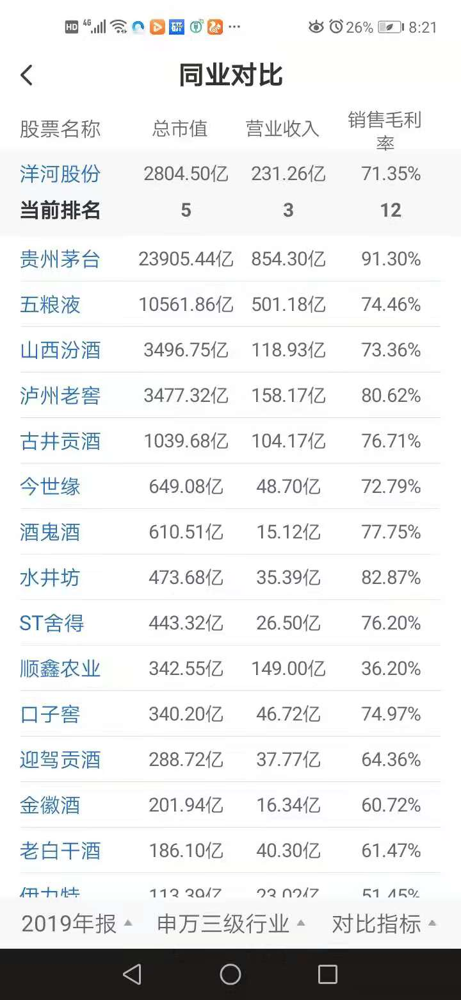 HD 4G 研 26% 8:21
同业对比
股票名称 总市值 营业收入 销售毛利率
洋河股份 2804.50亿 231.26亿 71.35%
当前排名 5 3 12
贵州茅台 23905.44亿 854.30亿 91.30%
五粮液 10561.86亿 501.18亿 74.46%
山西汾酒 3496.75亿 118.93亿 73.36%
泸州老窖 3477.32亿 158.17亿 80.62%
古井贡酒 1039.68亿 104.17亿 76.71%
今世缘 649.08亿 48.70亿 72.79%
酒鬼酒 610.51亿 15.12亿 77.75%
水井坊 473.68亿 35.39亿 82.87%
ST舍得 443.32亿 26.50亿 76.20%
顺鑫农业 342.55亿 149.00亿 36.20%
口子窖 340.20亿 46.72亿 74.97%
迎驾贡酒 288.72亿 37.77亿 64.36%
金徽酒 201.94亿 16.34亿 60.72%
老白干酒 186.10亿 40.30亿 61.47%
伊力特 113.39亿 23.02亿 51.45%
2019年报 申万三级行业 对比指标